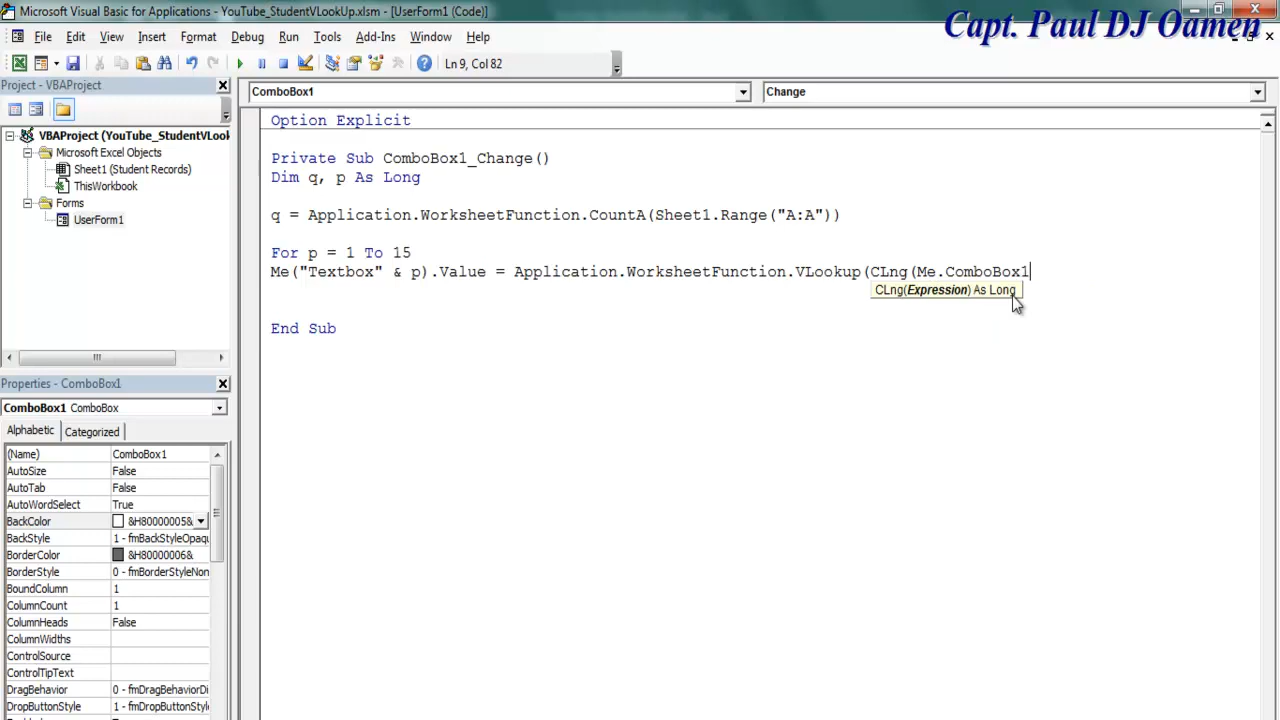 Microsoft Visual Basic for Applications - YouTube_StudentVLookUp.xlsm - [UserForm1 (Code)]
Capt. Paul DJ Oamen
File Edit View Insert Format Debug Run Tools Add-Ins Window Help
Ln 9, Col 82
Project - VBAProject
VBAProject (YouTube_StudentVLook
Microsoft Excel Objects
Sheet1 (Student Records)
ThisWorkbook
Forms
UserForm1
Properties - ComboBox1
ComboBox1 ComboBox
Alphabetic Categorized
(Name) ComboBox1
AutoSize False
AutoTab False
AutoWordSelect True
BackColor &H80000005&
BackStyle 1 - fmBackStyleOpaqu
BorderColor &H80000006&
BorderStyle 0 - fmBorderStyleNon
BoundColumn 1
ColumnCount 1
ColumnHeads False
ColumnWidths
ControlSource
ControlTipText
DragBehavior 0 - fmDragBehaviorDi
DropButtonStyle 1 - fmDropButtonStyl
ComboBox1 Change
Option Explicit
Private Sub ComboBox1_Change()
Dim q, p As Long
q = Application.WorksheetFunction.CountA(Sheet1.Range("A:A"))
For p = 1 To 15
Me("Textbox" & p).Value = Application.WorksheetFunction.VLookup(CLng(Me.ComboBox1
CLng(Expression) As Long
End Sub